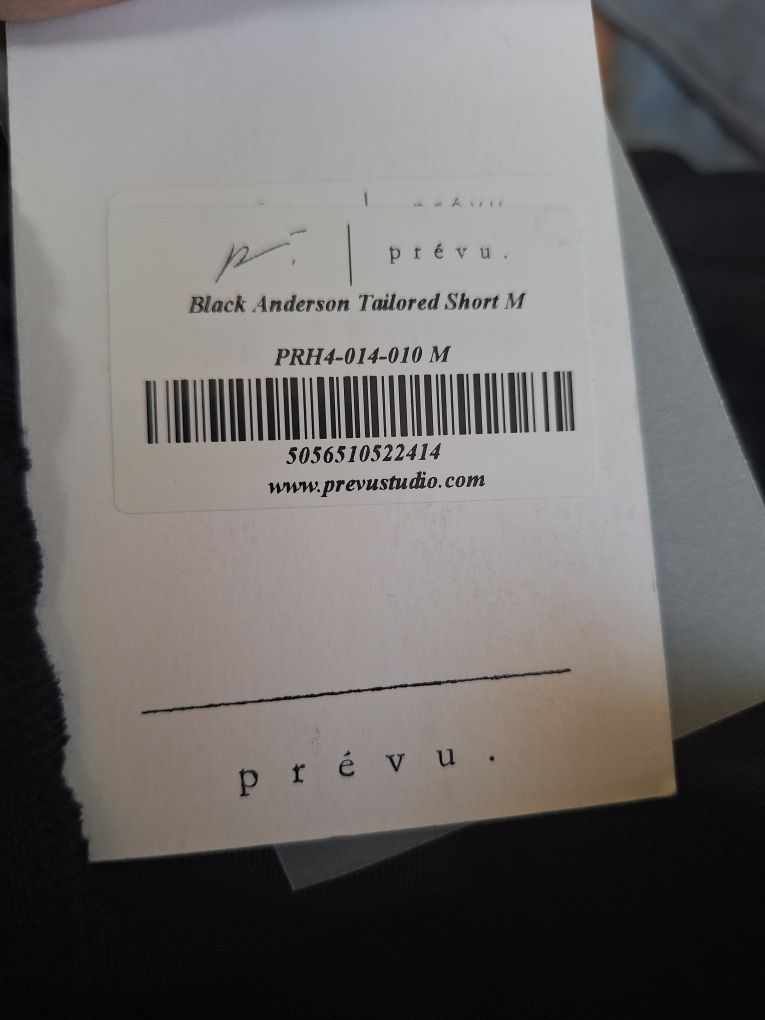 prévu.
Black Anderson Tailored Short M
PRH4-014-010 M
5056510522414
www.prevustudio.com
prévu.